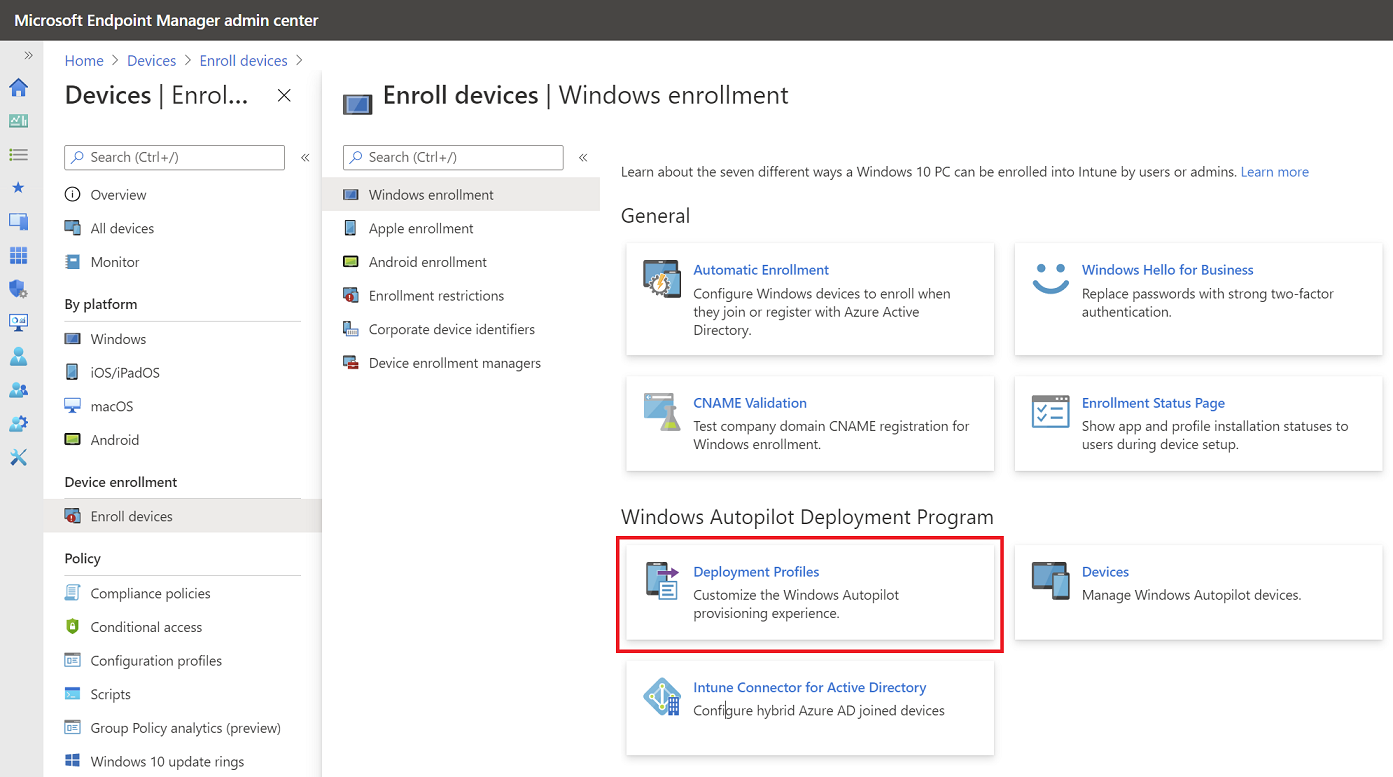 Microsoft Endpoint Manager admin center
Home > Devices > Enroll devices >
Devices | Enrol...
Search (Ctrl+/)
Overview
All devices
Monitor
By platform
Windows
iOS/iPadOS
macOS
Android
Device enrollment
Enroll devices
Policy
Compliance policies
Conditional access
Configuration profiles
Scripts
Group Policy analytics (preview)
Windows 10 update rings
Enroll devices | Windows enrollment
Search (Ctrl+/)
Windows enrollment
Apple enrollment
Android enrollment
Enrollment restrictions
Corporate device identifiers
Device enrollment managers
Learn about the seven different ways a Windows 10 PC can be enrolled into Intune by users or admins. Learn more
General
Automatic Enrollment
Configure Windows devices to enroll when
they join or register with Azure Active
Directory.
Windows Hello for Business
Replace passwords with strong two-factor
authentication.
CNAME Validation
Test company domain CNAME registration for
Windows enrollment.
Enrollment Status Page
Show app and profile installation statuses to
users during device setup.
Windows Autopilot Deployment Program
Deployment Profiles
Customize the Windows Autopilot
provisioning experience.
Devices
Manage Windows Autopilot devices.
Intune Connector for Active Directory
Configure hybrid Azure AD joined devices